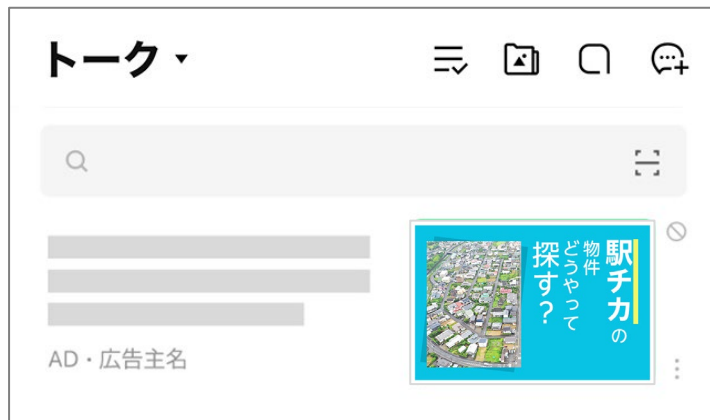 トーク
AD・広告主名
駅チカの
物件
どうやって
探す?